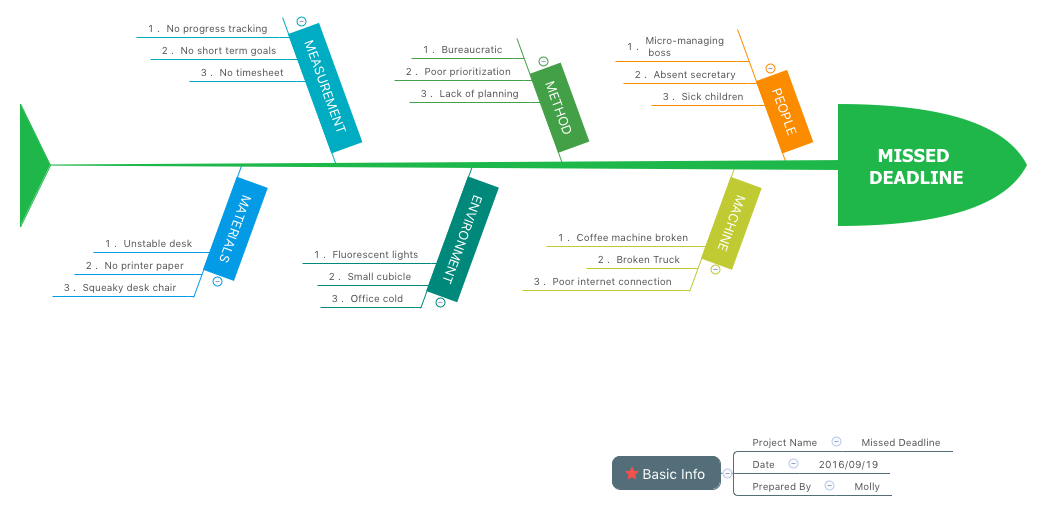 MEASUREMENT
1 . No progress tracking
2 . No short term goals
3 . No timesheet
METHOD
1 . Bureaucratic
2 . Poor prioritization
3 . Lack of planning
PEOPLE
1 . Micro-managing
boss
2 . Absent secretary
3 . Sick children
MISSED
DEADLINE
MATERIALS
1 . Unstable desk
2 . No printer paper
3 . Squeaky desk chair
ENVIRONMENT
1 . Fluorescent lights
2 . Small cubicle
3 . Office cold
MACHINE
1 . Coffee machine broken
2 . Broken Truck
3 . Poor internet connection
Basic Info
Project Name Missed Deadline
Date 2016/09/19
Prepared By Molly